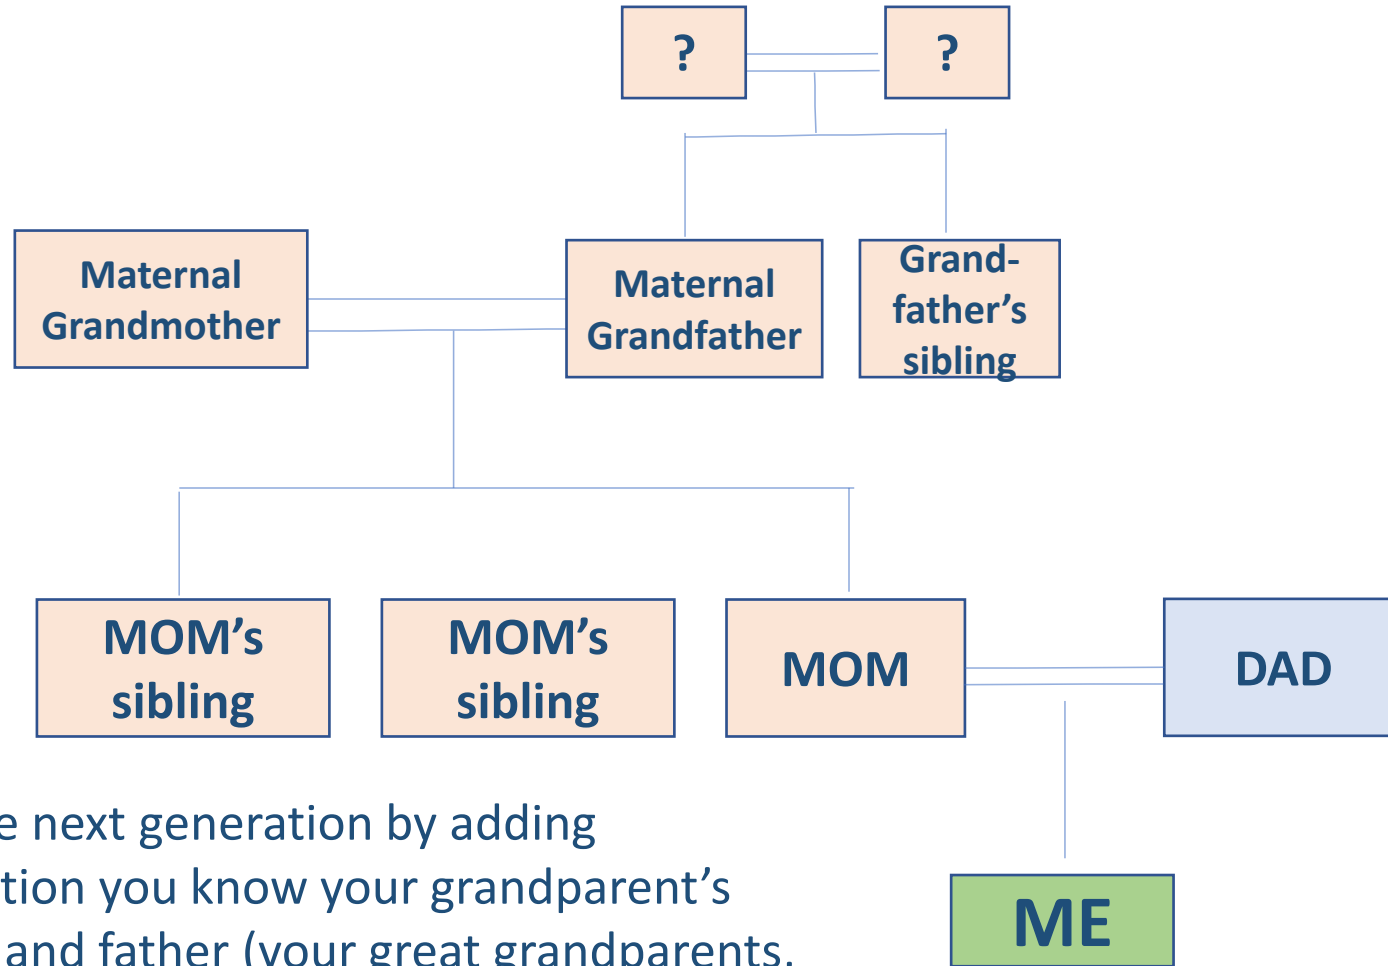 ? ?
Maternal
Grandmother
Maternal
Grandfather
Grand-
father’s
sibling
MOM’s
sibling
MOM’s
sibling
MOM
DAD
e next generation by adding
tion you know your grandparent’s
and father (your great grandparents.
ME